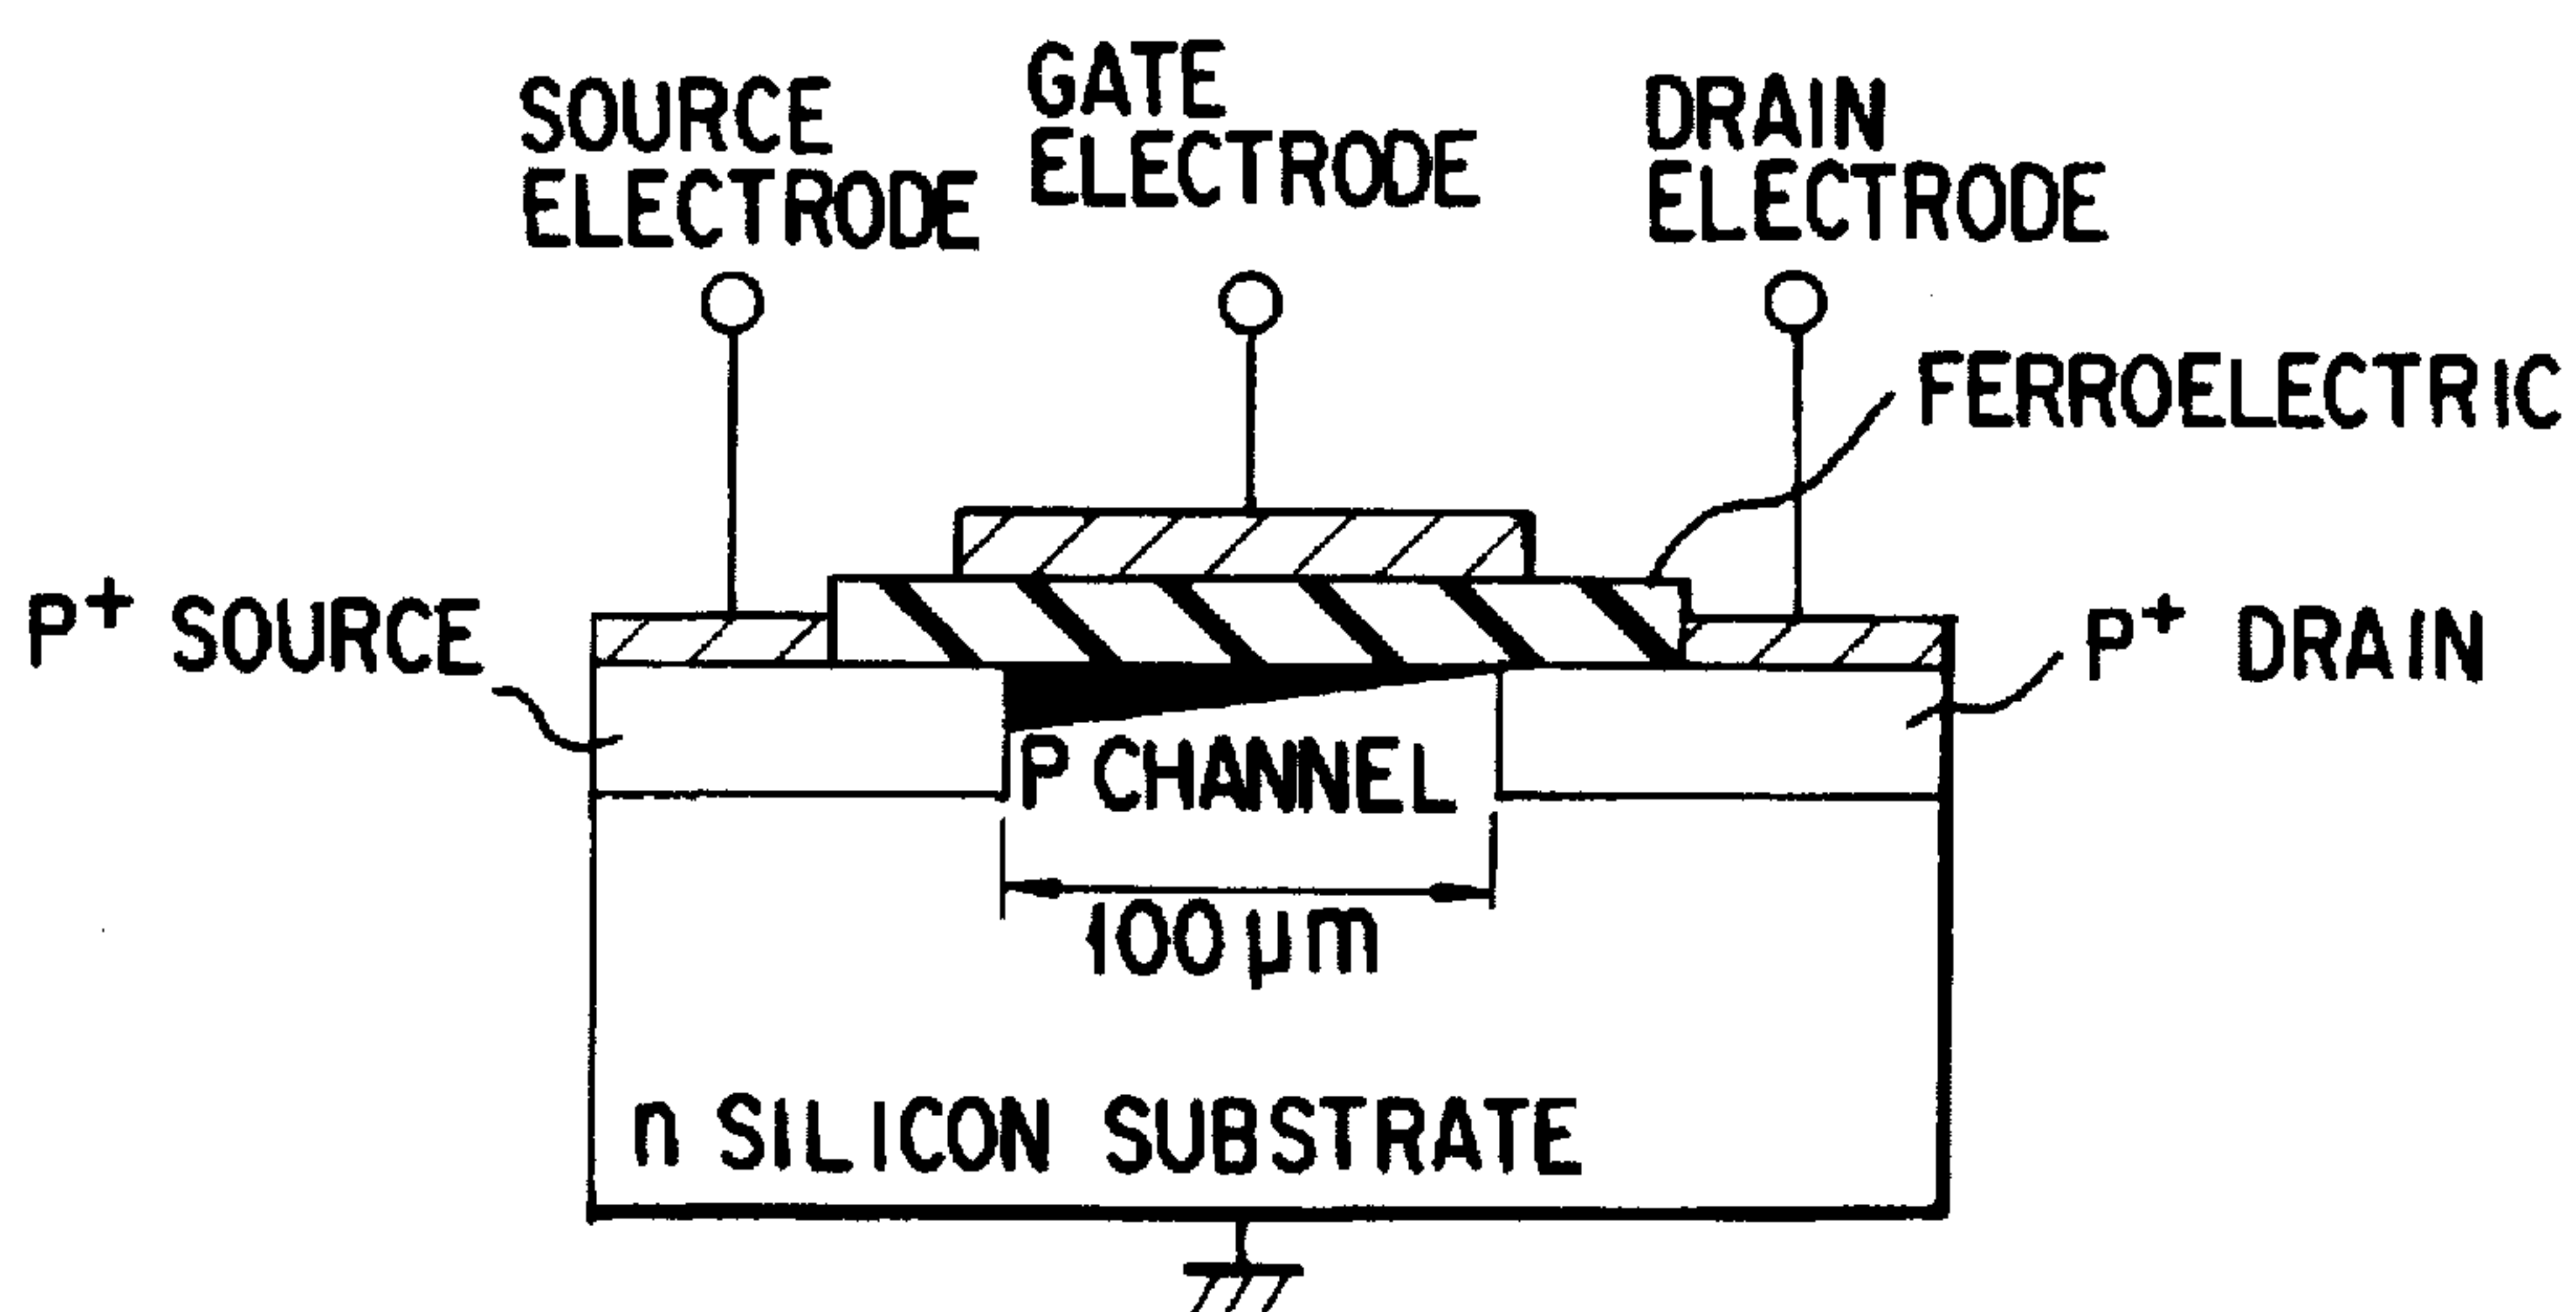 SOURCE
ELECTRODE
GATE
ELECTRODE
DRAIN
ELECTRODE
FERROELECTRIC
P+ SOURCE
P+ DRAIN
P CHANNEL
100 µm
n SILICON SUBSTRATE